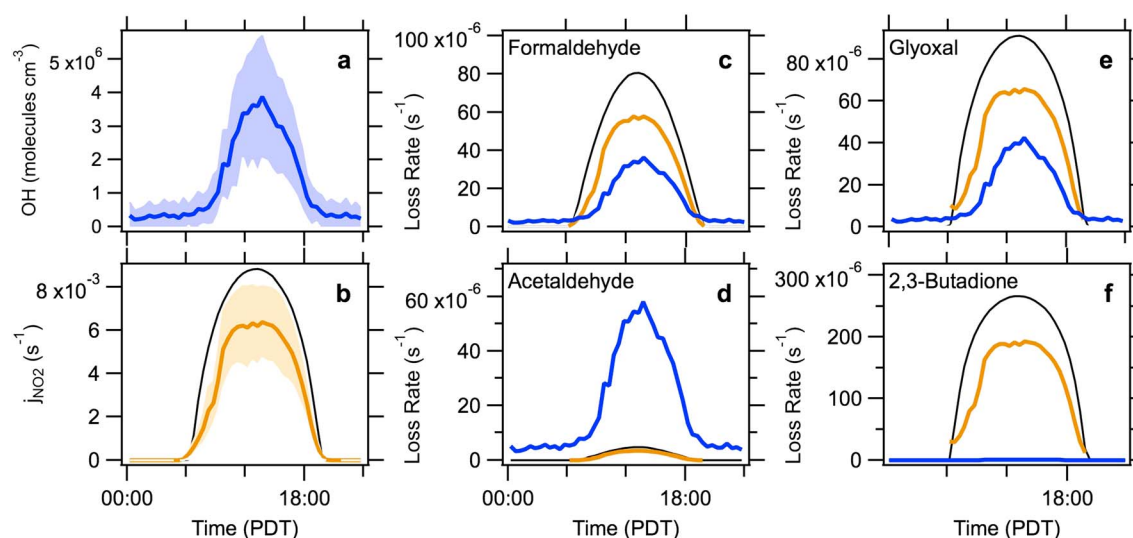 a
OH (molecules cm⁻³)
5x10⁶
4
3
2
1
0
Formaldehyde
c
Loss Rate (s⁻¹)
100 x10⁻⁶
80
60
40
20
0
Glyoxal
e
Loss Rate (s⁻¹)
80 x10⁻⁶
60
40
20
0
b
jNO2 (s⁻¹)
8 x10⁻³
6
4
2
0
00:00 18:00
Time (PDT)
Acetaldehyde
d
Loss Rate (s⁻¹)
60 x10⁻⁶
40
20
0
00:00 18:00
Time (PDT)
2,3-Butadione
f
Loss Rate (s⁻¹)
300 x10⁻⁶
200
100
0
18:00
Time (PDT)